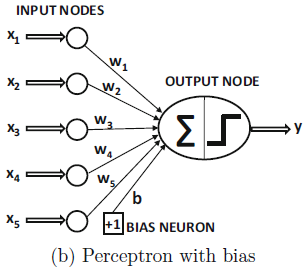 INPUT NODES
x1
w1
x2
w2
OUTPUT NODE
x3
w3
∑
y
x4
w4
w5
x5
b
+1 BIAS NEURON
(b) Perceptron with bias